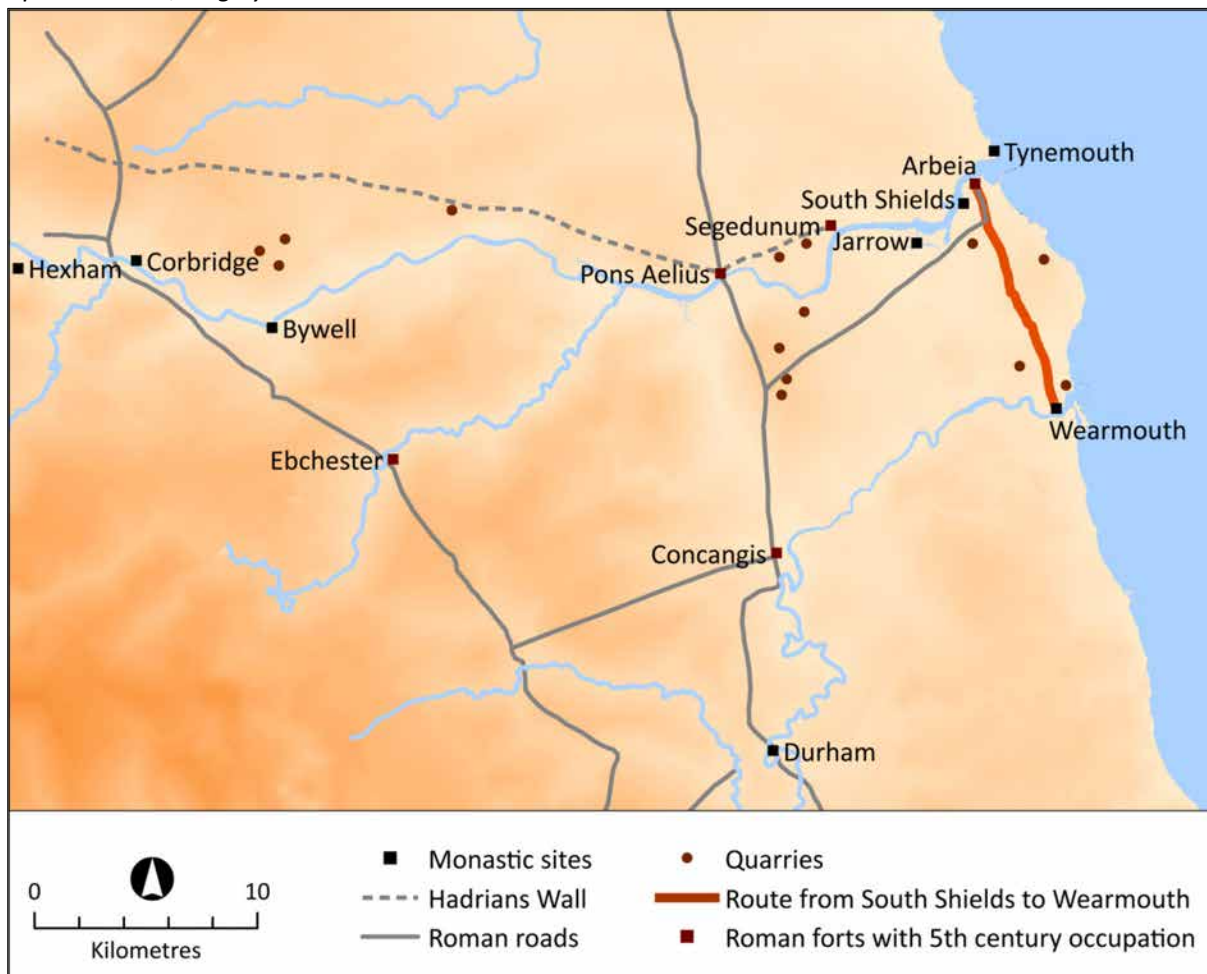 Tynemouth
Arbeia
South Shields
Segedunum
Jarrow
Hexham
Corbridge
Pons Aelius
Bywell
Wearmouth
Ebchester
Concangis
Durham
Monastic sites
Quarries
0 10
Hadrians Wall
Route from South Shields to Wearmouth
Kilometres
Roman roads
Roman forts with 5th century occupation